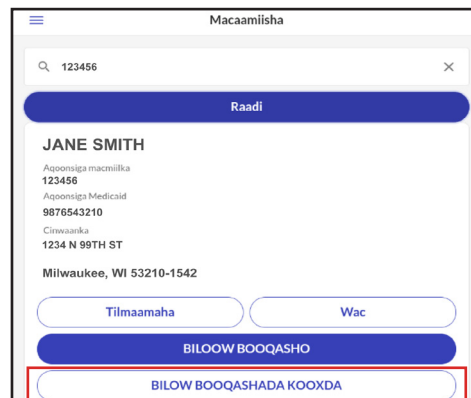 Macaamiisha
123456
Raadi
JANE SMITH
Aqoonsiga macmiilka
123456
Aqoonsiga Medicaid
9876543210
Cinwaanka
1234 N 99TH ST
Milwaukee, WI 53210-1542
Tilmaamaha Wac
BILOOW BOOQASHO
BILOW BOOQASHADA KOOXDA